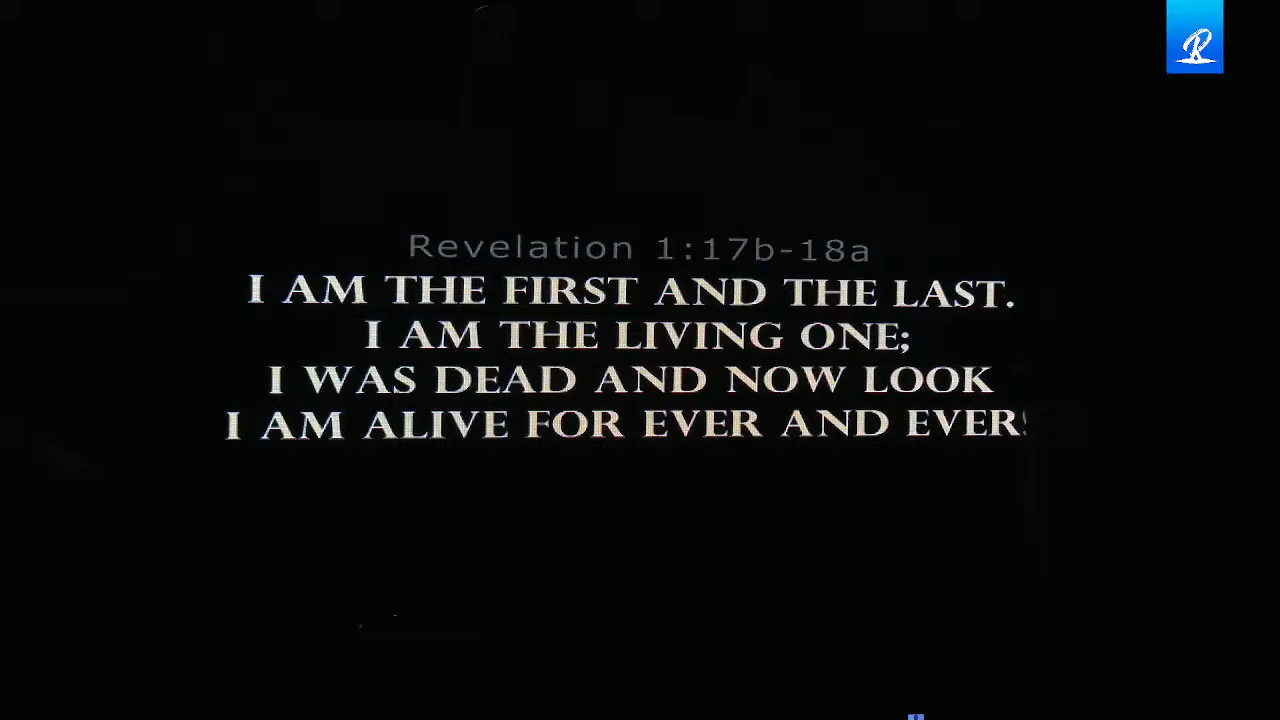 Revelation 1:17b-18a
I AM THE FIRST AND THE LAST.
I AM THE LIVING ONE;
I WAS DEAD AND NOW LOOK
I AM ALIVE FOR EVER AND EVER!